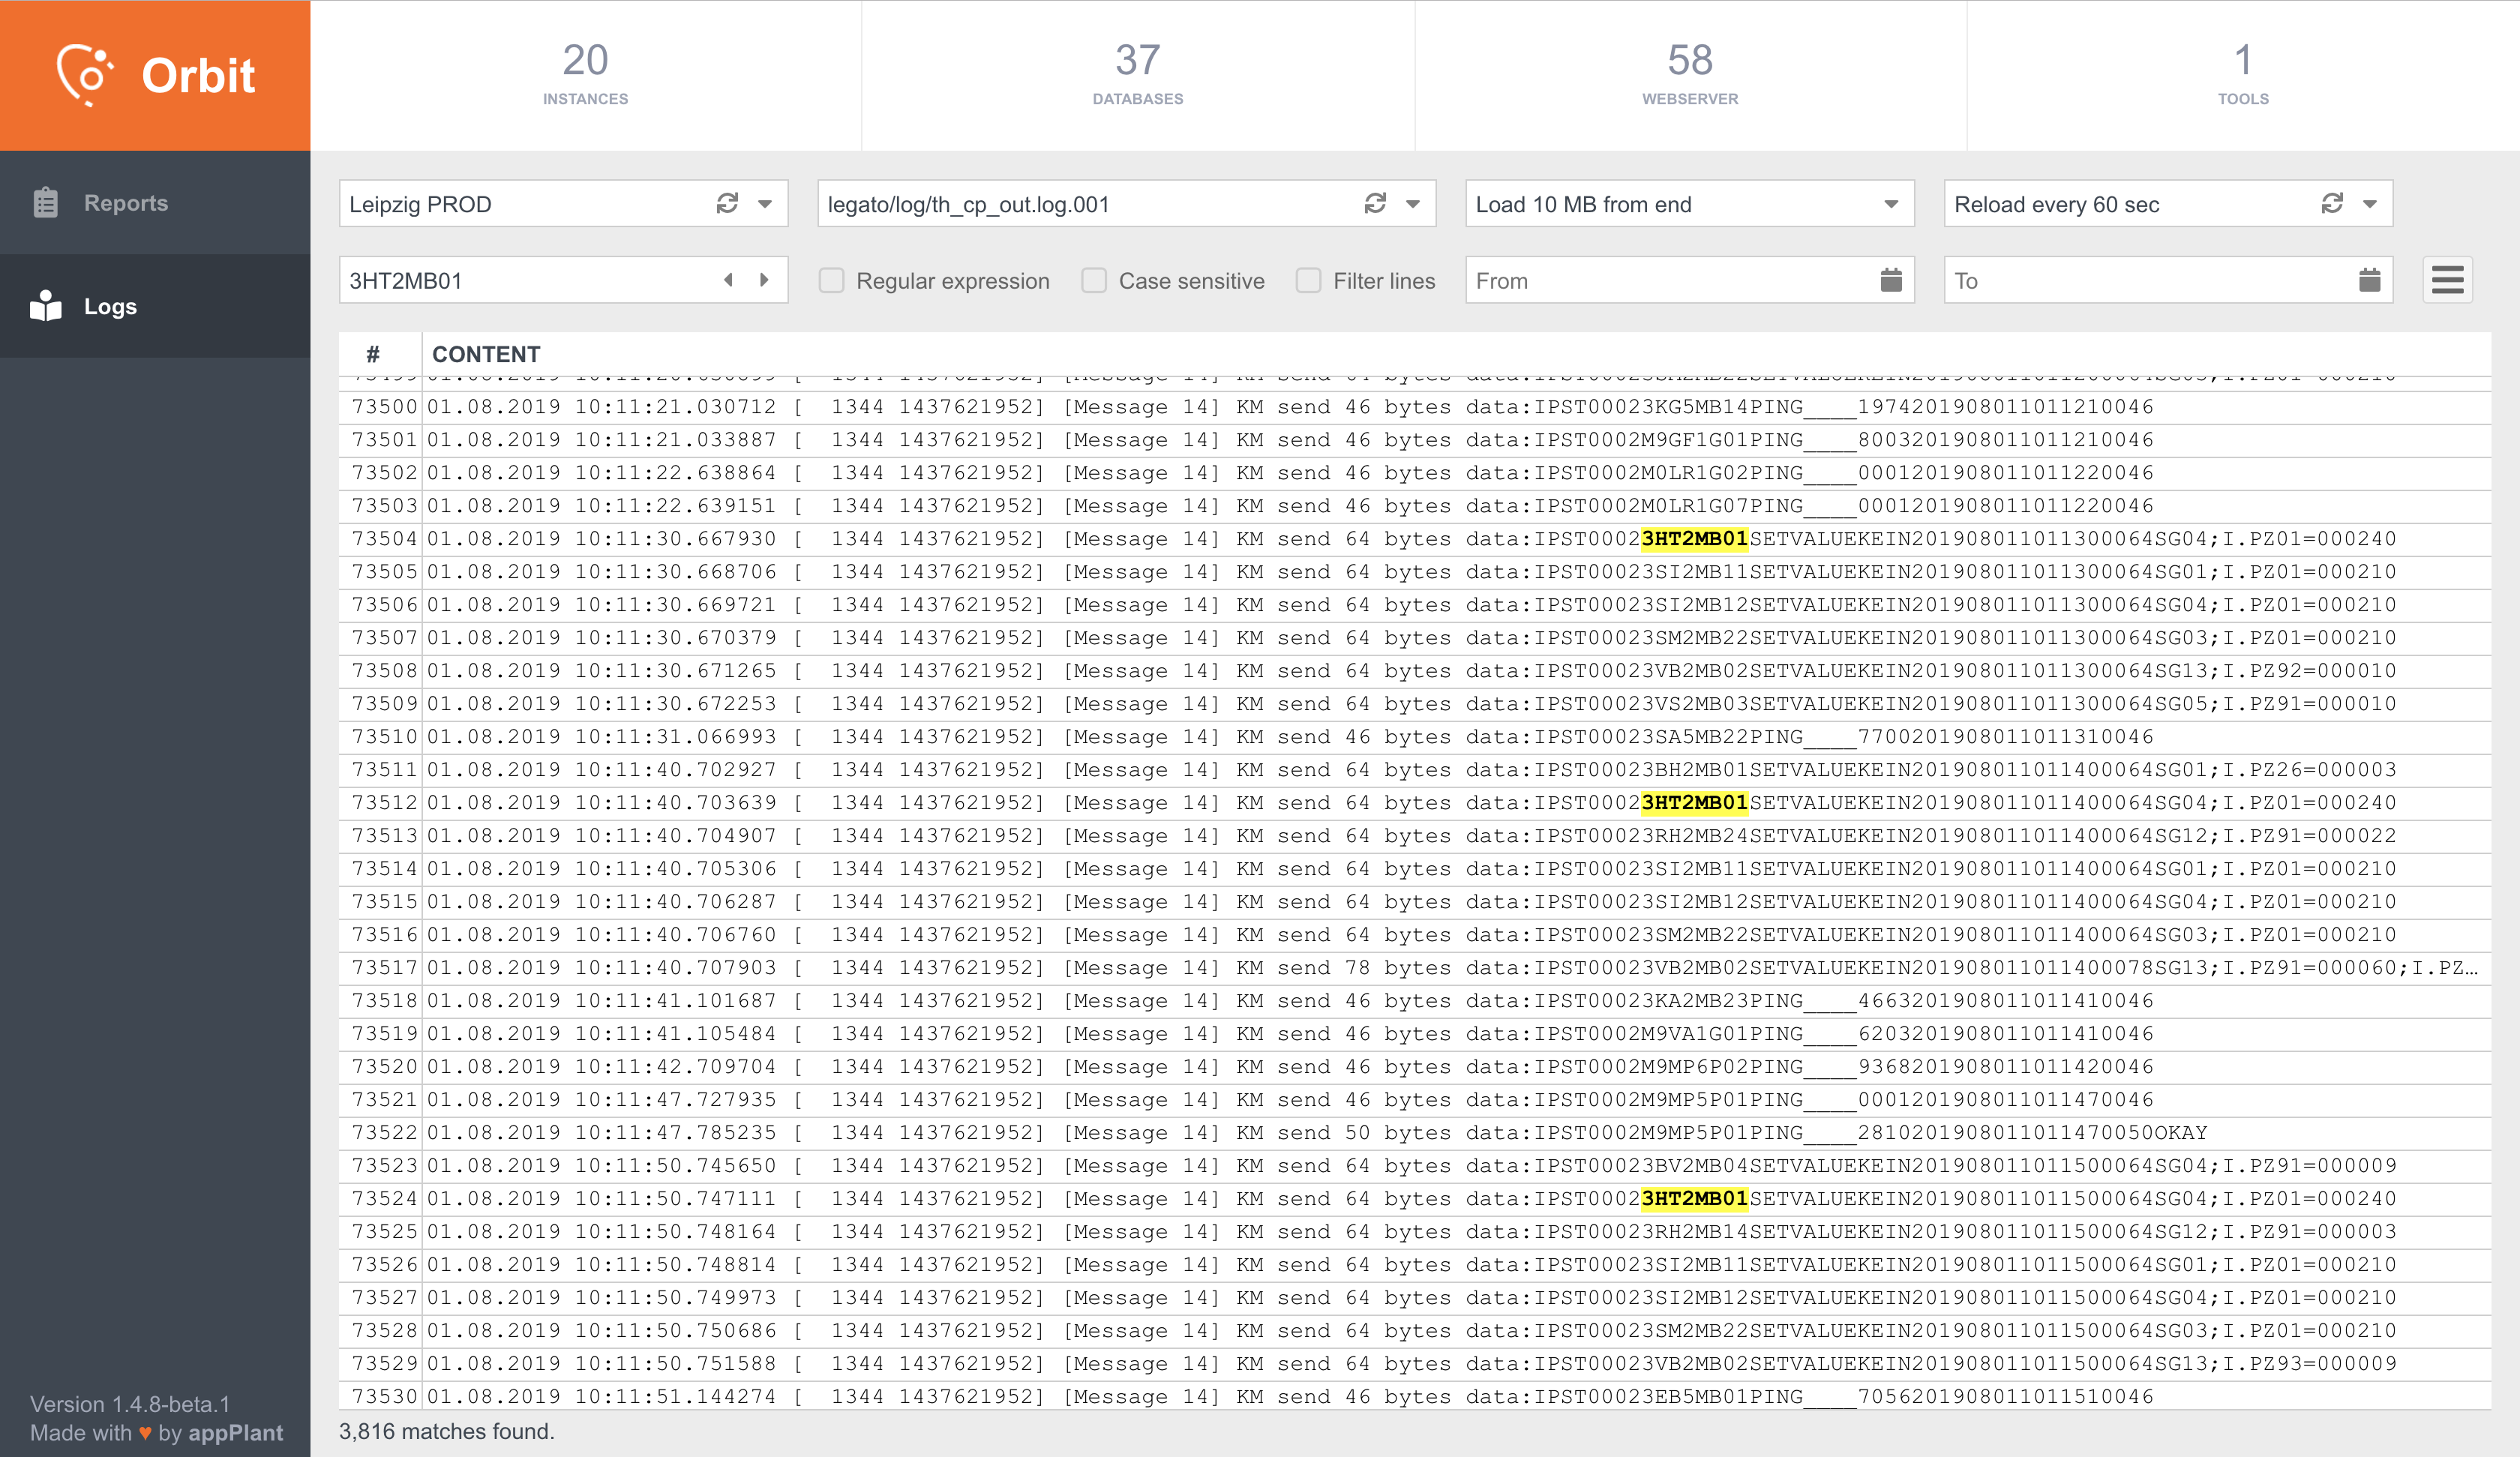 Orbit
20
INSTANCES
37
DATABASES
58
WEBSERVER
1
TOOLS
Reports
Logs
Leipzig PROD
legato/log/th_cp_out.log.001
Load 10 MB from end
Reload every 60 sec
3HT2MB01
Regular expression
Case sensitive
Filter lines
From
To
# CONTENT
73500 01.08.2019 10:11:21.030712 [ 1344 1437621952] [Message 14] KM send 46 bytes data:IPST00023KG5MB14PING____19742019080110112100​46
73501 01.08.2019 10:11:21.033887 [ 1344 1437621952] [Message 14] KM send 46 bytes data:IPST0002M9GF1G01PING____8003201908011011210046
73502 01.08.2019 10:11:22.638864 [ 1344 1437621952] [Message 14] KM send 46 bytes data:IPST0002M0LR1G02PING____0001201908011011220046
73503 01.08.2019 10:11:22.639151 [ 1344 1437621952] [Message 14] KM send 46 bytes data:IPST0002M0LR1G07PING____0001201908011011220046
73504 01.08.2019 10:11:30.667930 [ 1344 1437621952] [Message 14] KM send 64 bytes data:IPST00023HT2MB01SETVALUEKEIN201908011011300064SG04;I.PZ01=000240
73505 01.08.2019 10:11:30.668706 [ 1344 1437621952] [Message 14] KM send 64 bytes data:IPST00023SI2MB11SETVALUEKEIN201908011011300064SG01;I.PZ01=000210
73506 01.08.2019 10:11:30.669721 [ 1344 1437621952] [Message 14] KM send 64 bytes data:IPST00023SI2MB12SETVALUEKEIN201908011011300064SG04;I.PZ01=000210
73507 01.08.2019 10:11:30.670379 [ 1344 1437621952] [Message 14] KM send 64 bytes data:IPST00023SM2MB22SETVALUEKEIN201908011011300064SG03;I.PZ01=000210
73508 01.08.2019 10:11:30.671265 [ 1344 1437621952] [Message 14] KM send 64 bytes data:IPST00023VB2MB02SETVALUEKEIN201908011011300064SG13;I.PZ92=000010
73509 01.08.2019 10:11:30.672253 [ 1344 1437621952] [Message 14] KM send 64 bytes data:IPST00023VS2MB03SETVALUEKEIN201908011011300064SG05;I.PZ91=000010
73510 01.08.2019 10:11:31.066993 [ 1344 1437621952] [Message 14] KM send 46 bytes data:IPST00023SA5MB22PING____7700201908011011310046
73511 01.08.2019 10:11:40.702927 [ 1344 1437621952] [Message 14] KM send 64 bytes data:IPST00023BH2MB01SETVALUEKEIN201908011011400064SG01;I.PZ26=000003
73512 01.08.2019 10:11:40.703639 [ 1344 1437621952] [Message 14] KM send 64 bytes data:IPST00023HT2MB01SETVALUEKEIN201908011011400064SG04;I.PZ01=000240
73513 01.08.2019 10:11:40.704907 [ 1344 1437621952] [Message 14] KM send 64 bytes data:IPST00023RH2MB24SETVALUEKEIN201908011011400064SG12;I.PZ91=000022
73514 01.08.2019 10:11:40.705306 [ 1344 1437621952] [Message 14] KM send 64 bytes data:IPST00023SI2MB11SETVALUEKEIN201908011011400064SG01;I.PZ01=000210
73515 01.08.2019 10:11:40.706287 [ 1344 1437621952] [Message 14] KM send 64 bytes data:IPST00023SI2MB12SETVALUEKEIN201908011011400064SG04;I.PZ01=000210
73516 01.08.2019 10:11:40.706760 [ 1344 1437621952] [Message 14] KM send 64 bytes data:IPST00023SM2MB22SETVALUEKEIN201908011011400064SG03;I.PZ01=000210
73517 01.08.2019 10:11:40.707903 [ 1344 1437621952] [Message 14] KM send 78 bytes data:IPST00023VB2MB02SETVALUEKEIN201908011011400078SG13;I.PZ91=000060;I.PZ…
73518 01.08.2019 10:11:41.101687 [ 1344 1437621952] [Message 14] KM send 46 bytes data:IPST00023KA2MB23PING____4663201908011011410046
73519 01.08.2019 10:11:41.105484 [ 1344 1437621952] [Message 14] KM send 46 bytes data:IPST0002M9VA1G01PING____6203201908011011410046
73520 01.08.2019 10:11:42.709704 [ 1344 1437621952] [Message 14] KM send 46 bytes data:IPST0002M9MP6P02PING____9368201908011011420046
73521 01.08.2019 10:11:47.727935 [ 1344 1437621952] [Message 14] KM send 46 bytes data:IPST0002M9MP5P01PING____0001201908011011470046
73522 01.08.2019 10:11:47.785235 [ 1344 1437621952] [Message 14] KM send 50 bytes data:IPST0002M9MP5P01PING____2810201908011011470050OKAY
73523 01.08.2019 10:11:50.745650 [ 1344 1437621952] [Message 14] KM send 64 bytes data:IPST00023BV2MB04SETVALUEKEIN201908011011500064SG04;I.PZ91=000009
73524 01.08.2019 10:11:50.747111 [ 1344 1437621952] [Message 14] KM send 64 bytes data:IPST00023HT2MB01SETVALUEKEIN201908011011500064SG04;I.PZ01=000240
73525 01.08.2019 10:11:50.748164 [ 1344 1437621952] [Message 14] KM send 64 bytes data:IPST00023RH2MB14SETVALUEKEIN201908011011500064SG12;I.PZ91=000003
73526 01.08.2019 10:11:50.748814 [ 1344 1437621952] [Message 14] KM send 64 bytes data:IPST00023SI2MB11SETVALUEKEIN201908011011500064SG01;I.PZ01=000210
73527 01.08.2019 10:11:50.749973 [ 1344 1437621952] [Message 14] KM send 64 bytes data:IPST00023SI2MB12SETVALUEKEIN201908011011500064SG04;I.PZ01=000210
73528 01.08.2019 10:11:50.750686 [ 1344 1437621952] [Message 14] KM send 64 bytes data:IPST00023SM2MB22SETVALUEKEIN201908011011500064SG03;I.PZ01=000210
73529 01.08.2019 10:11:50.751588 [ 1344 1437621952] [Message 14] KM send 64 bytes data:IPST00023VB2MB02SETVALUEKEIN201908011011500064SG13;I.PZ93=000009
73530 01.08.2019 10:11:51.144274 [ 1344 1437621952] [Message 14] KM send 46 bytes data:IPST00023EB5MB01PING____7056201908011011510046
3,816 matches found.
Version 1.4.8-beta.1
Made with ♥ by appPlant